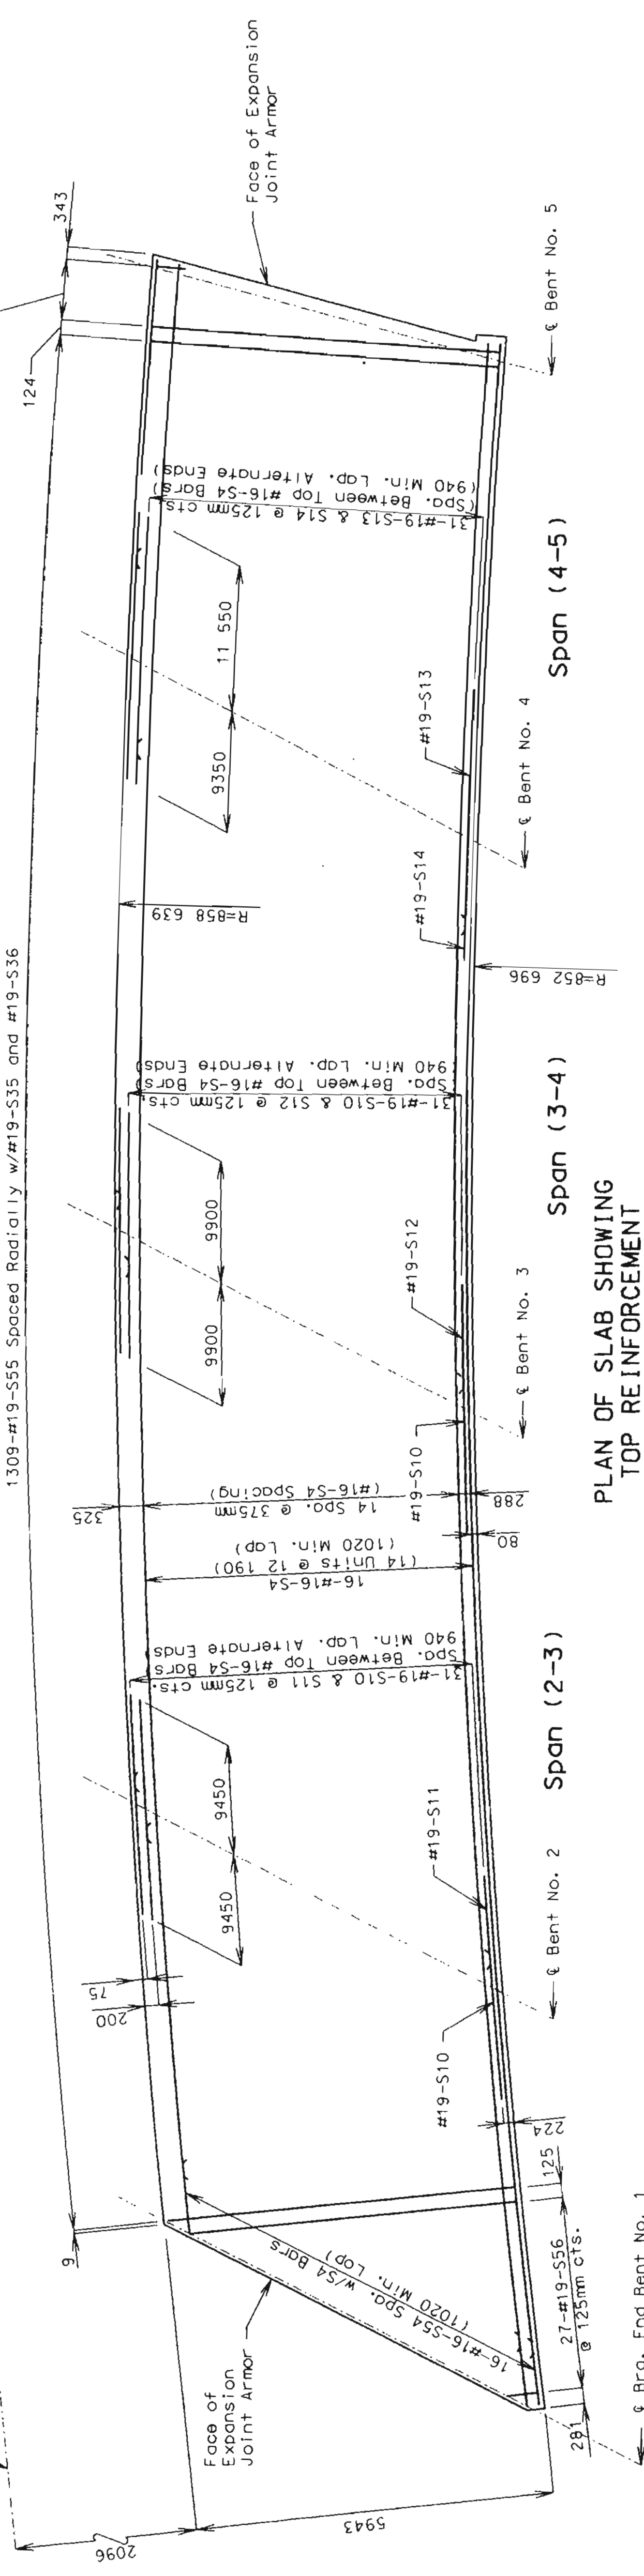 1309-#19-S55 Spaced Radially w/#19-S35 and #19-S36
124
343
Face of Expansion
Joint Armor
℄ Bent No. 5
31-#19-S13 & S14 @ 125mm cts
(Spa. Between Top #16-S4 Bars)
(940 Min. Lap. Alternate Ends)
11 550
9350
#19-S13
#19-S14
℄ Bent No. 4
Span (4-5)
R=858 639
R=852 696
31-#19-S10 & S12 @ 125mm cts.
(Spa. Between Top #16-S4 Bars)
(940 Min. Lap. Alternate Ends)
9900
9900
#19-S12
#19-S10
℄ Bent No. 3
Span (3-4)
325
14 Spa. @ 375mm
(#16-S4 Spacing)
288
80
16-#16-S4
(14 Units @ 12 190)
(1020 Min. Lap)
31-#19-S10 & S11 @ 125mm cts.
Spa. Between Top #16-S4 Bars
940 Min. Lap. Alternate Ends
9450
9450
#19-S11
#19-S10
℄ Bent No. 2
Span (2-3)
75
200
224
125
27-#19-S56
@ 125mm cts.
281
16-#16-S54 Spa. w/S4 Bars
(1020 Min. Lap)
Face of
Expansion
Joint Armor
9
2096
5943
℄ Brg. End Bent No. 1
PLAN OF SLAB SHOWING
TOP REINFORCEMENT